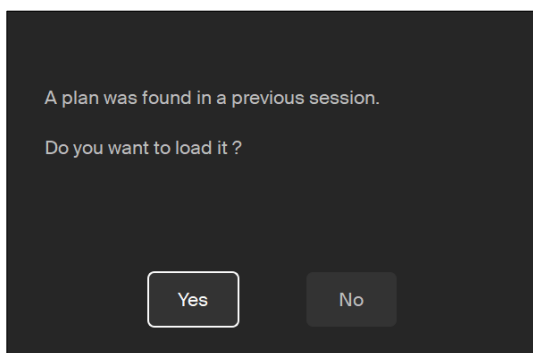 A plan was found in a previous session.
Do you want to load it ?
Yes
No